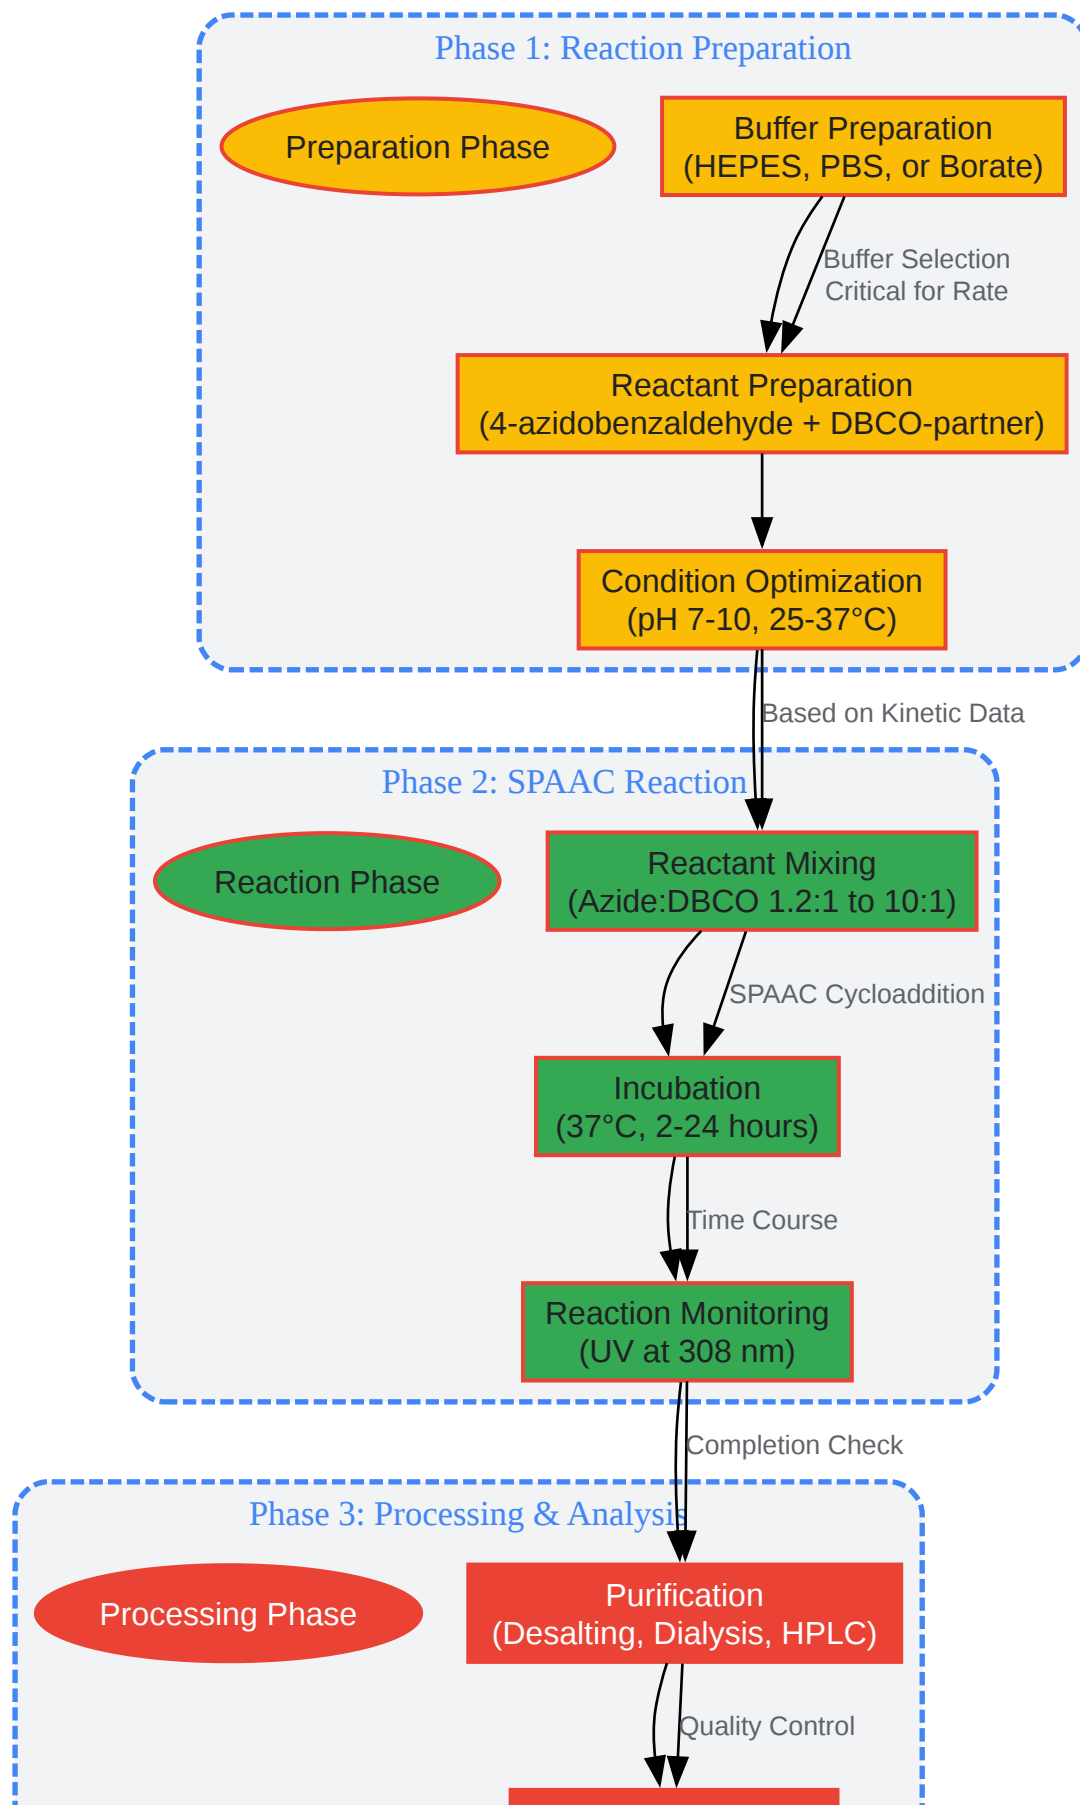 Phase 1: Reaction Preparation
Preparation Phase
Buffer Preparation
(HEPES, PBS, or Borate)
Buffer Selection
Critical for Rate
Reactant Preparation
(4-azidobenzaldehyde + DBCO-partner)
Condition Optimization
(pH 7-10, 25-37°C)
Based on Kinetic Data
Phase 2: SPAAC Reaction
Reaction Phase
Reactant Mixing
(Azide:DBCO 1.2:1 to 10:1)
SPAAC Cycloaddition
Incubation
(37°C, 2-24 hours)
Time Course
Reaction Monitoring
(UV at 308 nm)
Completion Check
Phase 3: Processing & Analysis
Processing Phase
Purification
(Desalting, Dialysis, HPLC)
Quality Control